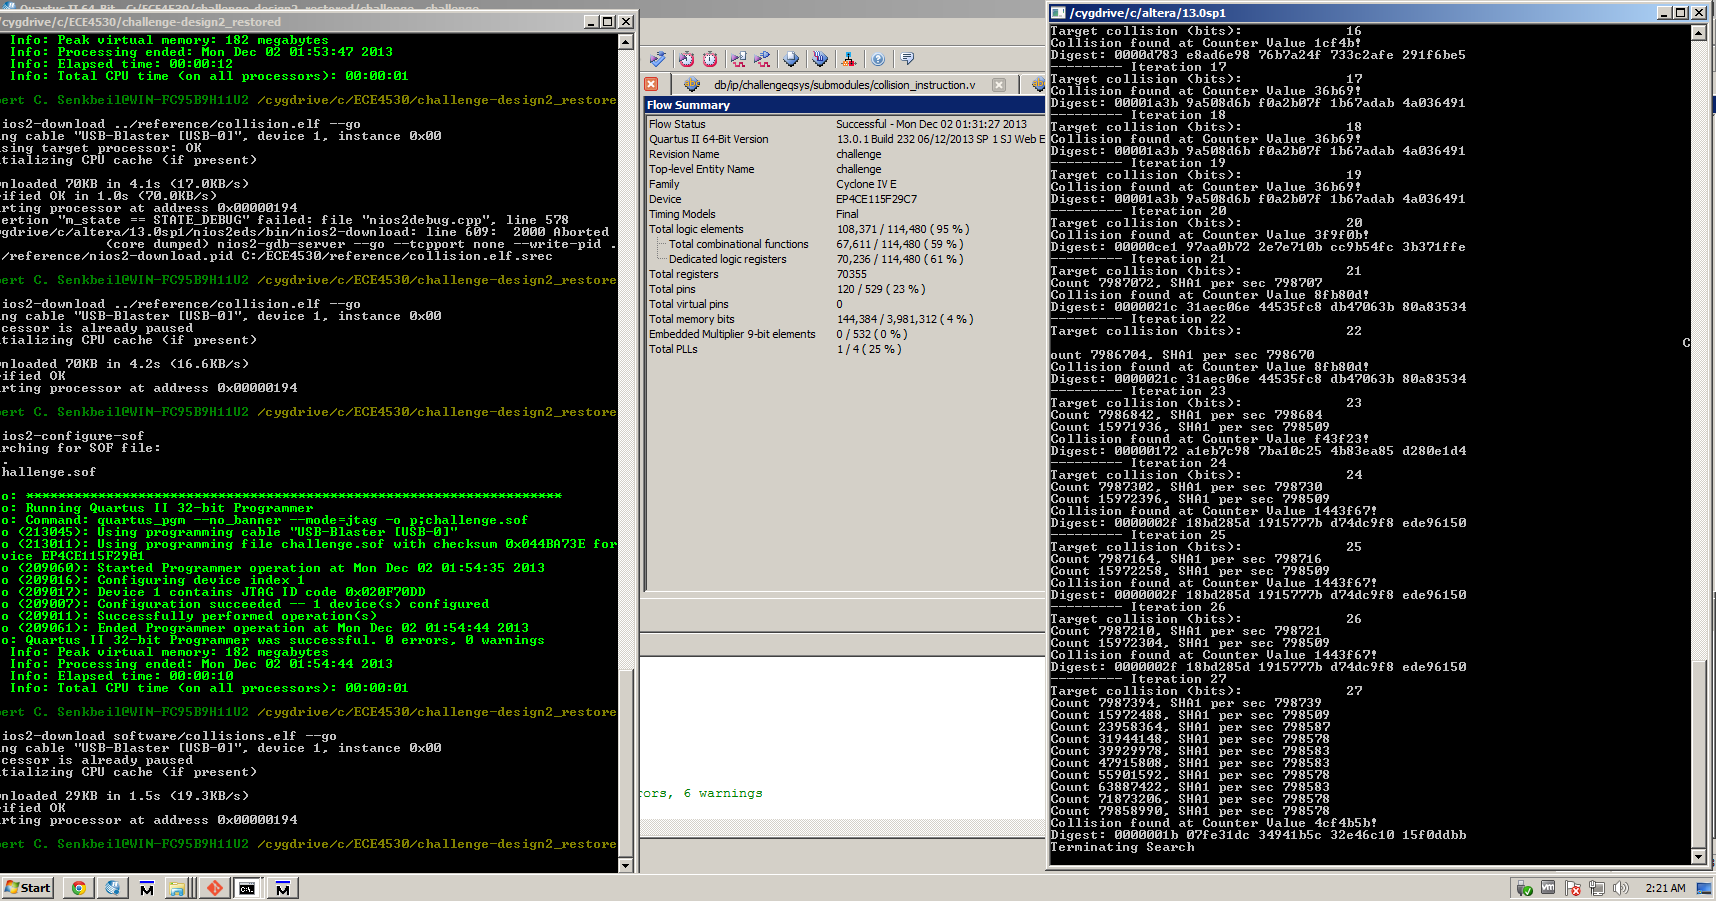 Quartus II 64-Bit - C:/ECE4530/challenge-design2_restored/challenge - challenge
/cygdrive/c/ECE4530/challenge-design2_restored
Info: Peak virtual memory: 182 megabytes
Info: Processing ended: Mon Dec 02 01:53:47 2013
Info: Elapsed time: 00:00:12
Info: Total CPU time (on all processors): 00:00:01
ert C. Senkbeil@WIN-FC95B9H11U2 /cygdrive/c/ECE4530/challenge-design2_restore
ios2-download ../reference/collision.elf --go
ng cable "USB-Blaster [USB-0]", device 1, instance 0x00
using target processor: OK
itializing CPU cache (if present)
wnloaded 70KB in 4.1s (17.0KB/s)
rified OK in 1.0s (70.0KB/s)
arting processor at address 0x00000194
ertion "m_state == STATE_DEBUG" failed: file "nios2debug.cpp", line 578
ygdrive/c/altera/13.0sp1/nios2eds/bin/nios2-download: line 609:  2000 Aborted
(core dumped) nios2-gdb-server --go --tcpport none --write-pid .
/reference/nios2-download.pid C:/ECE4530/reference/collision.elf.srec
ert C. Senkbeil@WIN-FC95B9H11U2 /cygdrive/c/ECE4530/challenge-design2_restore
ios2-download ../reference/collision.elf --go
ng cable "USB-Blaster [USB-0]", device 1, instance 0x00
cessor is already paused
itializing CPU cache (if present)
wnloaded 70KB in 4.2s (16.6KB/s)
ified OK
arting processor at address 0x00000194
ert C. Senkbeil@WIN-FC95B9H11U2 /cygdrive/c/ECE4530/challenge-design2_restore
ios2-configure-sof
rching for SOF file:
.
hallenge.sof
o: *******************************************************************
o: Running Quartus II 32-bit Programmer
o: Command: quartus_pgm --no_banner --mode=jtag -o p;challenge.sof
o (213045): Using programming cable "USB-Blaster [USB-0]"
o (213011): Using programming file challenge.sof with checksum 0x044BA73E for
vice EP4CE115F29@1
o (209060): Started Programmer operation at Mon Dec 02 01:54:35 2013
o (209016): Configuring device index 1
o (209017): Device 1 contains JTAG ID code 0x020F70DD
o (209007): Configuration succeeded -- 1 device(s) configured
o (209011): Successfully performed operation(s)
o (209061): Ended Programmer operation at Mon Dec 02 01:54:44 2013
o: Quartus II 32-bit Programmer was successful. 0 errors, 0 warnings
Info: Peak virtual memory: 182 megabytes
Info: Processing ended: Mon Dec 02 01:54:44 2013
Info: Elapsed time: 00:00:10
Info: Total CPU time (on all processors): 00:00:01
ert C. Senkbeil@WIN-FC95B9H11U2 /cygdrive/c/ECE4530/challenge-design2_restore
ios2-download software/collisions.elf --go
ng cable "USB-Blaster [USB-0]", device 1, instance 0x00
cessor is already paused
itializing CPU cache (if present)
wnloaded 29KB in 1.5s (19.3KB/s)
ified OK
arting processor at address 0x00000194
ert C. Senkbeil@WIN-FC95B9H11U2 /cygdrive/c/ECE4530/challenge-design2_restore
db/ip/challengeqsys/submodules/collision_instruction.v
Flow Summary
Flow Status Successful - Mon Dec 02 01:31:27 2013
Quartus II 64-Bit Version 13.0.1 Build 232 06/12/2013 SP 1 SJ Web E
Revision Name challenge
Top-level Entity Name challenge
Family Cyclone IV E
Device EP4CE115F29C7
Timing Models Final
Total logic elements 108,371 / 114,480 ( 95 % )
Total combinational functions 67,611 / 114,480 ( 59 % )
Dedicated logic registers 70,236 / 114,480 ( 61 % )
Total registers 70355
Total pins 120 / 529 ( 23 % )
Total virtual pins 0
Total memory bits 144,384 / 3,981,312 ( 4 % )
Embedded Multiplier 9-bit elements 0 / 532 ( 0 % )
Total PLLs 1 / 4 ( 25 % )
ors, 6 warnings
/cygdrive/c/altera/13.0sp1
Target collision (bits): 16
Collision found at Counter Value 1cf4b!
Digest: 0000d783 e8ad6e98 76b7a24f 733c2afe 291f6be5
--------- Iteration 17
Target collision (bits): 17
Collision found at Counter Value 36b69!
Digest: 00001a3b 9a508d6b f0a2b07f 1b67adab 4a036491
--------- Iteration 18
Target collision (bits): 18
Collision found at Counter Value 36b69!
Digest: 00001a3b 9a508d6b f0a2b07f 1b67adab 4a036491
--------- Iteration 19
Target collision (bits): 19
Collision found at Counter Value 36b69!
Digest: 00001a3b 9a508d6b f0a2b07f 1b67adab 4a036491
--------- Iteration 20
Target collision (bits): 20
Collision found at Counter Value 3f9f0b!
Digest: 00000ce1 97aa0b72 2e7e710b cc9b54fc 3b371ffe
--------- Iteration 21
Target collision (bits): 21
Count 7987072, SHA1 per sec 798707
Collision found at Counter Value 8fb80d!
Digest: 0000021c 31aec06e 44535fc8 db47063b 80a83534
--------- Iteration 22
Target collision (bits): 22
C
ount 7986704, SHA1 per sec 798670
Collision found at Counter Value 8fb80d!
Digest: 0000021c 31aec06e 44535fc8 db47063b 80a83534
--------- Iteration 23
Target collision (bits): 23
Count 7986842, SHA1 per sec 798684
Count 15971936, SHA1 per sec 798509
Collision found at Counter Value f43f23!
Digest: 00000172 a1eb7c98 7ba10c25 4b83ea85 d280e1d4
--------- Iteration 24
Target collision (bits): 24
Count 7987302, SHA1 per sec 798730
Count 15972396, SHA1 per sec 798509
Collision found at Counter Value 1443f67!
Digest: 0000002f 18bd285d 1915777b d74dc9f8 ede96150
--------- Iteration 25
Target collision (bits): 25
Count 7987164, SHA1 per sec 798716
Count 15972258, SHA1 per sec 798509
Collision found at Counter Value 1443f67!
Digest: 0000002f 18bd285d 1915777b d74dc9f8 ede96150
--------- Iteration 26
Target collision (bits): 26
Count 7987210, SHA1 per sec 798721
Count 15972304, SHA1 per sec 798509
Collision found at Counter Value 1443f67!
Digest: 0000002f 18bd285d 1915777b d74dc9f8 ede96150
--------- Iteration 27
Target collision (bits): 27
Count 7987394, SHA1 per sec 798739
Count 15972488, SHA1 per sec 798509
Count 23958364, SHA1 per sec 798587
Count 31944148, SHA1 per sec 798578
Count 39929978, SHA1 per sec 798583
Count 47915808, SHA1 per sec 798583
Count 55901592, SHA1 per sec 798578
Count 63887422, SHA1 per sec 798583
Count 71873206, SHA1 per sec 798578
Count 79858990, SHA1 per sec 798578
Collision found at Counter Value 4cf4b5b!
Digest: 0000001b 07fe31dc 34941b5c 32e46c10 15f0ddbb
Terminating Search
Start
2:21 AM